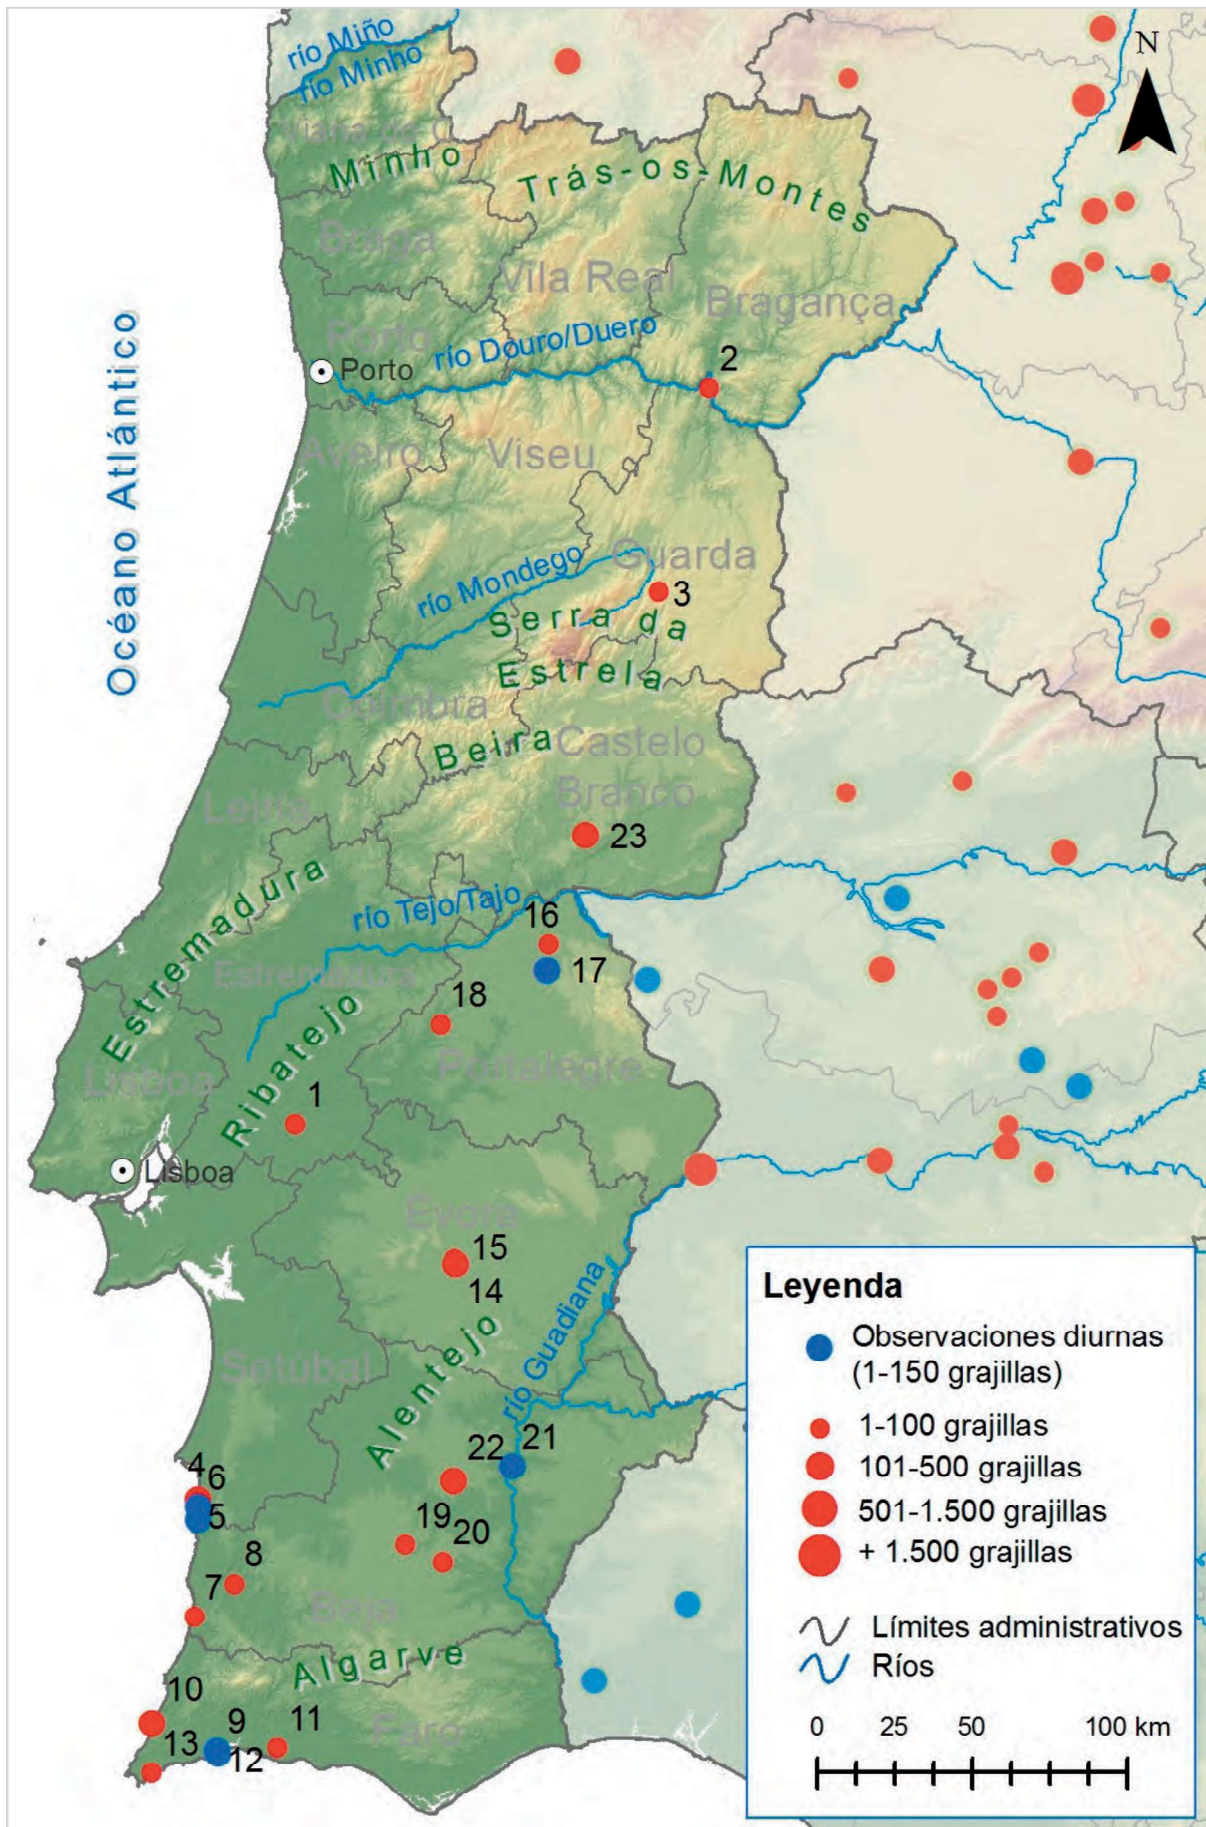 río Miño
río Minho
N
Viana do C.
Minho
Trás-os-Montes
Braga
Vila Real
Bragança
Porto
río Douro/Duero
Porto
2
Océano Atlántico
Aveiro
Viseu
Guarda
río Mondego
3
Serra da
Estrela
Coimbra
Beira
Castelo
Branco
Leiria
23
Estremadura
río Tejo/Tajo
16
17
Estremadura
18
Ribatejo
Portalegre
Lisboa
1
Lisboa
Évora
15
14
río Guadiana
Setúbal
Alentejo
21
22
4
6
5
19
20
8
7
Beja
Algarve
10
9
11
Faro
13
12
Leyenda
Observaciones diurnas
(1-150 grajillas)
1-100 grajillas
101-500 grajillas
501-1.500 grajillas
+ 1.500 grajillas
Límites administrativos
Ríos
0 25 50 100 km